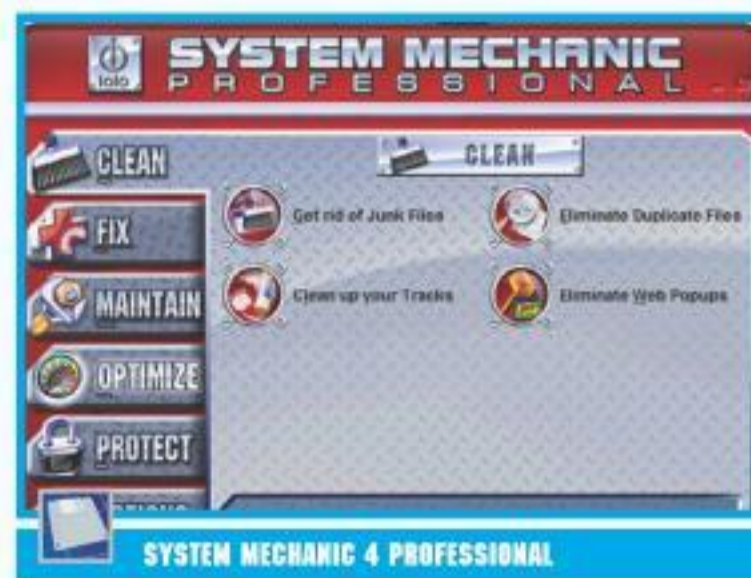 iolo
SYSTEM MECHANIC
PROFESSIONAL
CLEAN
CLEAN
Get rid of Junk Files
Eliminate Duplicate Files
FIX
Clean up your Tracks
Eliminate Web Popups
MAINTAIN
OPTIMIZE
PROTECT
OPTIONS
SYSTEM MECHANIC 4 PROFESSIONAL